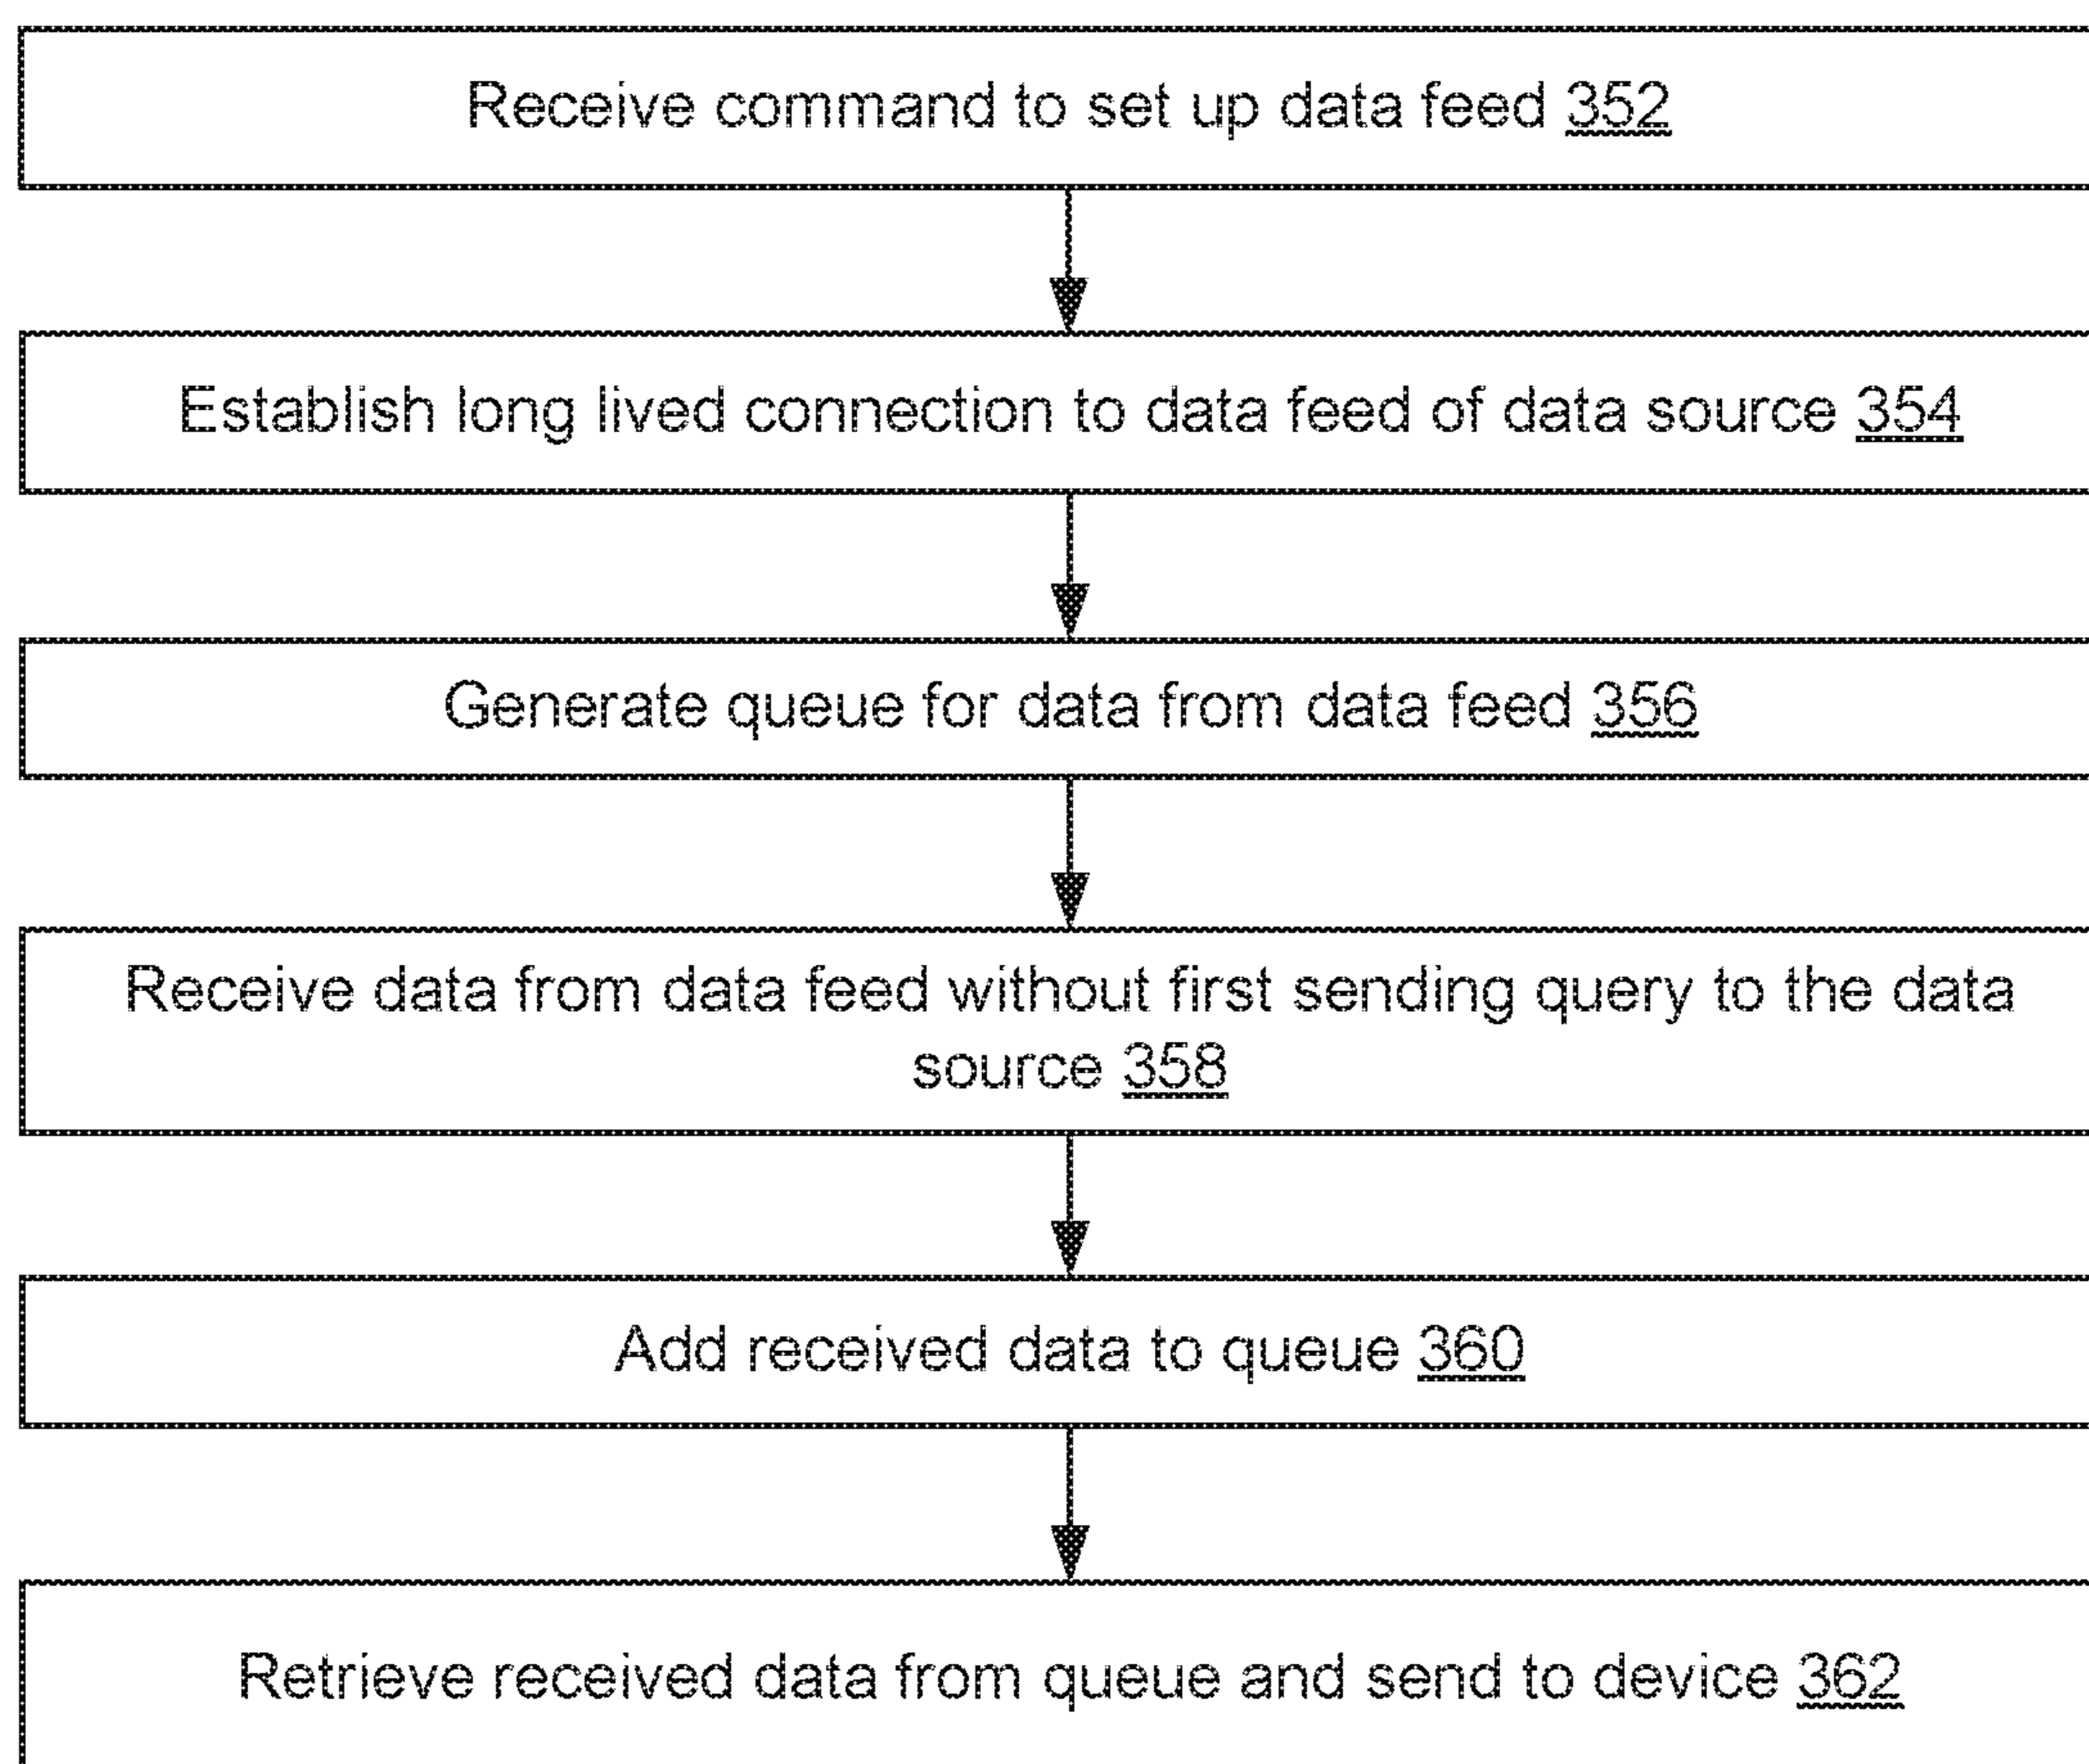 Receive command to set up data feed 352
Establish long lived connection to data feed of data source 354
Generate queue for data from data feed 356
Receive data from data feed without first sending query to the data
source 358
Add received data to queue 360
Retrieve received data from queue and send to device 362